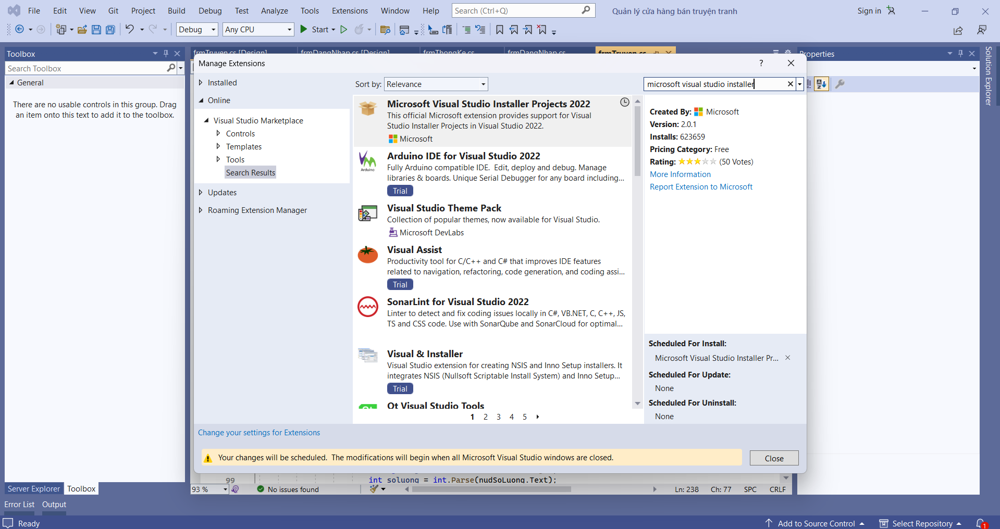 File Edit View Git Project Build Debug Test Analyze Tools Extensions Window Help Search (Ctrl+Q) Quản lý cửa hàng bán truyện tranh Sign in
Debug Any CPU Start
Toolbox
frmTruyen.cs [Design] frmDangNhap.cs [Design] frmThongKe.cs frmDangNhap.cs frmTruyen.cs
Properties
Solution Explorer
Search Toolbox
General
There are no usable controls in this group. Drag
an item onto this text to add it to the toolbox.
Manage Extensions ?
Installed
Online
Visual Studio Marketplace
Controls
Templates
Tools
Search Results
Updates
Roaming Extension Manager
Sort by: Relevance
microsoft visual studio installer
Microsoft Visual Studio Installer Projects 2022
This official Microsoft extension provides support for Visual
Studio Installer Projects in Visual Studio 2022.
Microsoft
Arduino IDE for Visual Studio 2022
Fully Arduino compatible IDE. Edit, deploy and debug. Manage
libraries & boards. Unique Serial Debugger for any board including...
Trial
Visual Studio Theme Pack
Collection of popular themes, now available for Visual Studio.
Microsoft DevLabs
Visual Assist
Productivity tool for C/C++ and C# that improves IDE features
related to navigation, refactoring, code generation, and coding assi...
Trial
SonarLint for Visual Studio 2022
Linter to detect and fix coding issues locally in C#, VB.NET, C, C++, JS,
TS and CSS code. Use with SonarQube and SonarCloud for optimal...
Visual & Installer
Visual Studio extension for creating NSIS and Inno Setup installers. It
integrates NSIS (Nullsoft Scriptable Install System) and Inno Setup...
Trial
Qt Visual Studio Tools
1 2 3 4 5
Created By: Microsoft
Version: 2.0.1
Installs: 623659
Pricing Category: Free
Rating: (50 Votes)
More Information
Report Extension to Microsoft
Scheduled For Install:
Microsoft Visual Studio Installer Pr...
Scheduled For Update:
None
Scheduled For Uninstall:
None
Change your settings for Extensions
Your changes will be scheduled. The modifications will begin when all Microsoft Visual Studio windows are closed.
Close
99 int soluong = int.Parse(nudSoLuong.Text);
Server Explorer Toolbox
93 % No issues found Ln: 238 Ch: 77 SPC CRLF
Error List Output
Ready Add to Source Control Select Repository 1